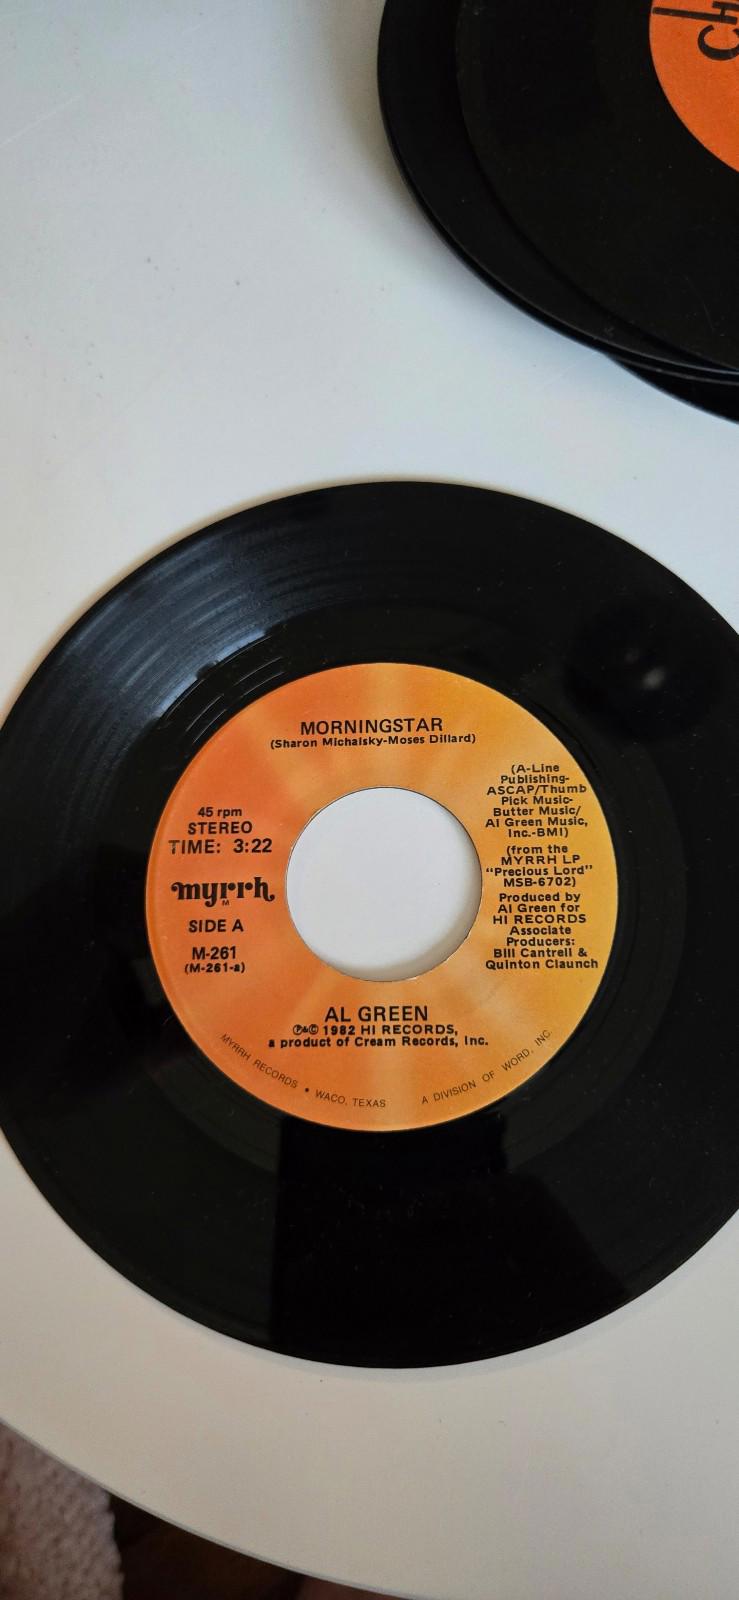 Ch
MORNINGSTAR
(Sharon Michalsky-Moses Dillard)
45 rpm
STEREO
TIME: 3:22
myrrh
M
SIDE A
M-261
(M-261-a)
(A-Line
Publishing-
ASCAP/Thumb
Pick Music-
Butter Music/
Al Green Music,
Inc.-BMI)
(from the
MYRRH LP
"Precious Lord"
MSB-6702)
Produced by
Al Green for
HI RECORDS
Associate
Producers:
Bill Cantrell &
Quinton Claunch
AL GREEN
℗&© 1982 HI RECORDS,
a product of Cream Records, Inc.
MYRRH RECORDS • WACO, TEXAS A DIVISION OF WORD, INC.